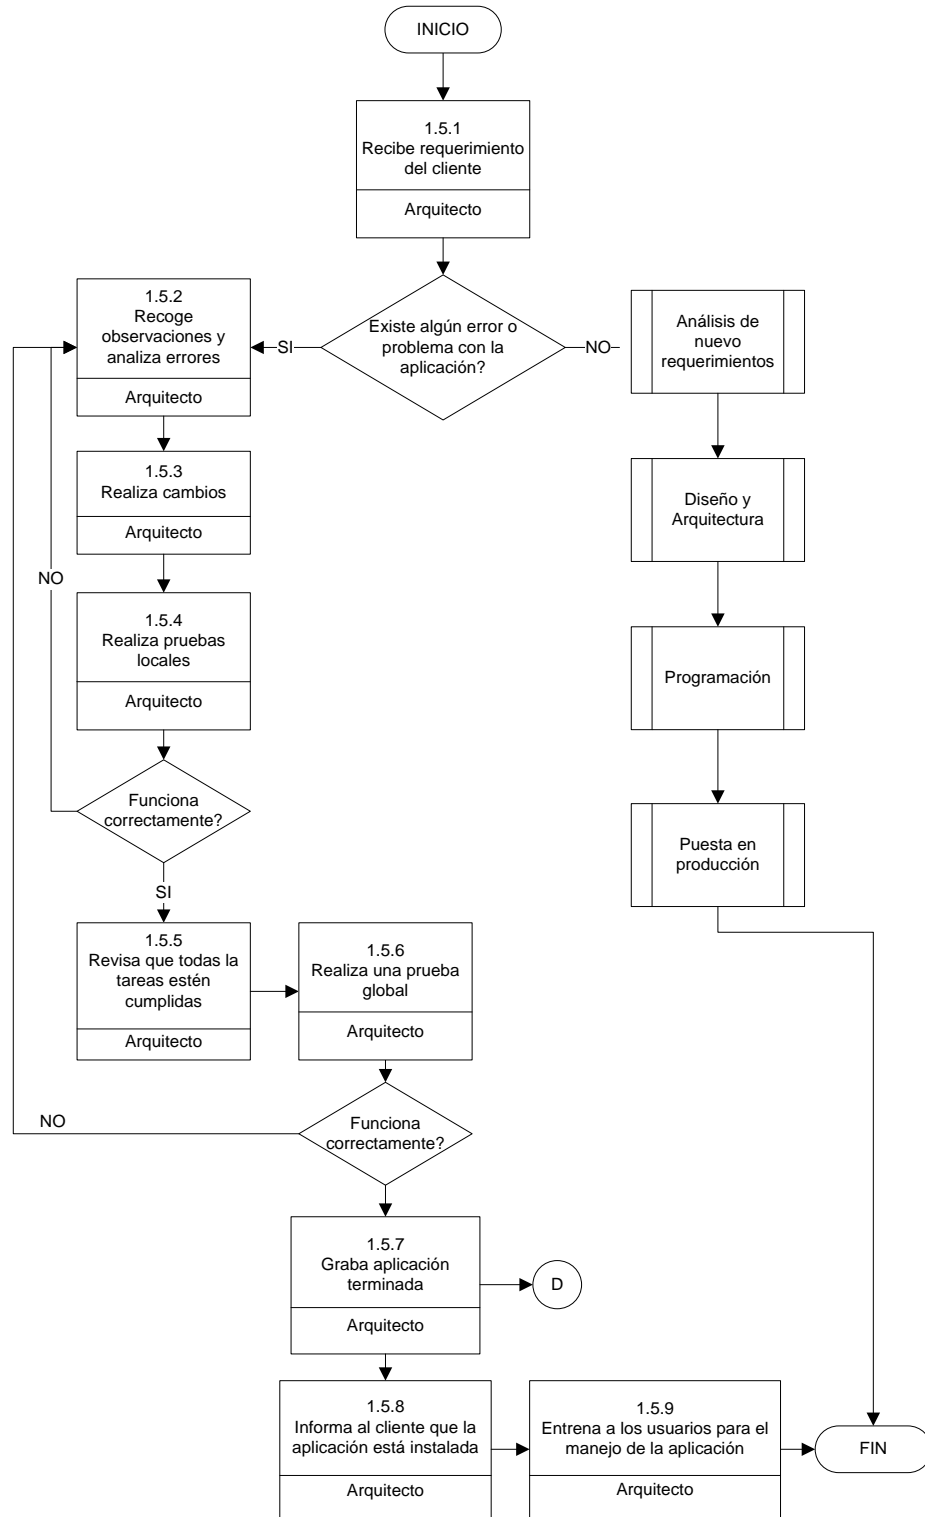 INICIO
1.5.1
Recibe requerimiento
del cliente
Arquitecto
Existe algún error o
problema con la
aplicación?
SI
NO
1.5.2
Recoge
observaciones y
analiza errores
Arquitecto
Análisis de
nuevo
requerimientos
1.5.3
Realiza cambios
Arquitecto
Diseño y
Arquitectura
NO
1.5.4
Realiza pruebas
locales
Arquitecto
Programación
Funciona
correctamente?
SI
Puesta en
producción
1.5.5
Revisa que todas la
tareas estén
cumplidas
Arquitecto
1.5.6
Realiza una prueba
global
Arquitecto
NO
Funciona
correctamente?
1.5.7
Graba aplicación
terminada
Arquitecto
D
1.5.8
Informa al cliente que la
aplicación está instalada
Arquitecto
1.5.9
Entrena a los usuarios para el
manejo de la aplicación
Arquitecto
FIN